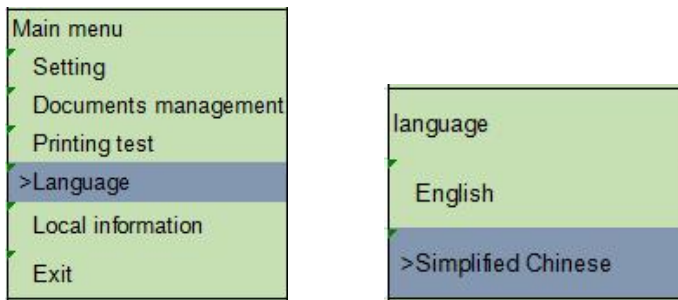 Main menu
Setting
Documents management
Printing test
>Language
Local information
Exit
language
English
>Simplified Chinese